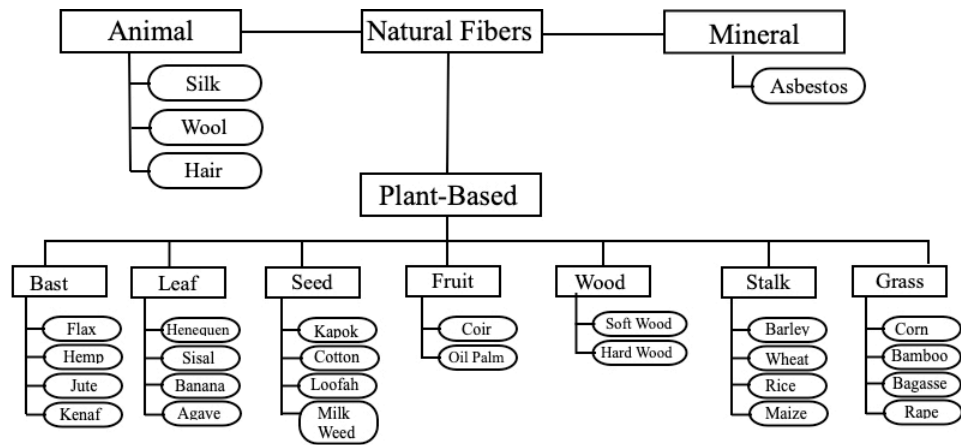 Animal
Natural Fibers
Mineral
Silk
Wool
Hair
Asbestos
Plant-Based
Bast
Leaf
Seed
Fruit
Wood
Stalk
Grass
Flax
Hemp
Jute
Kenaf
Henequen
Sisal
Banana
Agave
Kapok
Cotton
Loofah
Milk
Weed
Coir
Oil Palm
Soft Wood
Hard Wood
Barley
Wheat
Rice
Maize
Corn
Bamboo
Bagasse
Rape